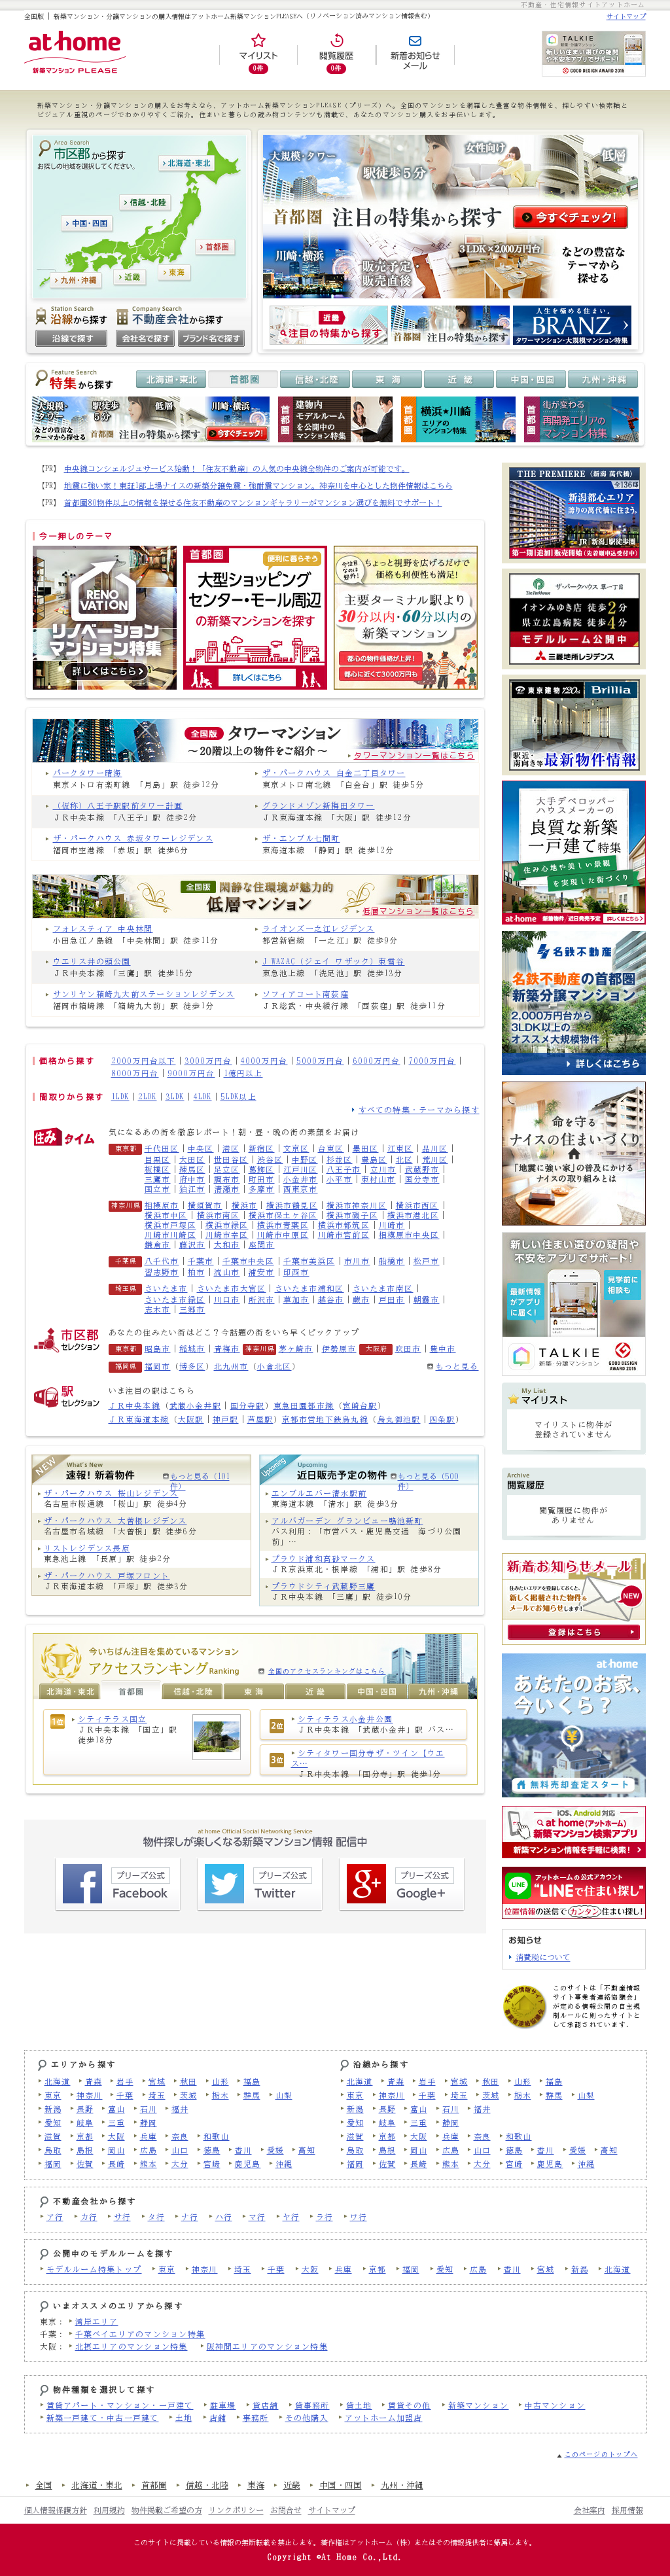 不動産・住宅情報サイトアットホーム
全国版 | 新築マンション・分譲マンションの購入情報はアットホーム新築マンションPLEASEへ（リノベーション済みマンション情報含む）
サイトマップ
at home
新築マンション PLEASE
マイリスト
0件
閲覧履歴
0件
新着お知らせメール
TALKIE
新しい住まい選びの疑問や不安をアプリでサポート!
GOOD DESIGN AWARD 2015
新築マンション・分譲マンションの購入をお考えなら、アットホーム新築マンションPLEASE（プリーズ）へ。全国のマンションを網羅した豊富な物件情報を、探しやすい検索軸と
ビジュアル重視のページでわかりやすくご紹介。住まいと暮らしの読み物コンテンツも満載で、あなたのマンション購入をお手伝いします。
Area Search
市区郡から探す
お探しの地域を選択してください。
北海道・東北
信越・北陸
中国・四国
首都圏
東海
近畿
九州・沖縄
Station Search
沿線から探す
Company Search
不動産会社から探す
沿線で探す
会社名で探す
ブランド名で探す
大規模・タワー
駅徒歩5分
女性向け
低層
首都圏 注目の特集から探す
今すぐチェック!
川崎・横浜
販売予定・販売直後
3LDK×2,000万円台
などの豊富なテーマから探せる
近畿
注目の特集から探す
首都圏 注目の特集から探す
人生を極める住まい。
BRANZ
タワーマンション・大規模マンション特集
Feature Search
特集から探す
北海道・東北
首都圏
信越・北陸
東 海
近 畿
中国・四国
九州・沖縄
首都圏
建物内モデルルームを公開中のマンション特集
首都圏
横浜★川崎エリアのマンション特集
首都圏
街が変わる再開発エリアのマンション特集
【PR】 中央線コンシェルジュサービス始動！「住友不動産」の人気の中央線全物件のご案内が可能です。
【PR】 地震に強い家！東証1部上場ナイスの新築分譲免震・強耐震マンション。神奈川を中心とした物件情報はこちら
【PR】 首都圏80物件以上の情報を探せる住友不動産のマンションギャラリーがマンション選びを無料でサポート！
今一押しのテーマ
RENOVATION
リノベーションマンション特集
詳しくはこちら
首都圏
便利に暮らそう
大型ショッピングセンター・モール周辺の新築マンションを探す
詳しくはこちら
ちょっと視野を広げるだけで価格も利便性も満足!
主要ターミナル駅より30分以内・60分以内の新築マンション
都心の物件価格が上昇!
都心に近くて3000万円も
全国版 タワーマンション
～20階以上の物件をご紹介～
タワーマンション一覧はこちら
パークタワー晴海
東京メトロ有楽町線 「月島」駅 徒歩12分
ザ・パークハウス 白金二丁目タワー
東京メトロ南北線 「白金台」駅 徒歩5分
（仮称）八王子駅駅前タワー計画
ＪＲ中央本線 「八王子」駅 徒歩2分
グランドメゾン新梅田タワー
ＪＲ東海道本線 「大阪」駅 徒歩12分
ザ・パークハウス 赤坂タワーレジデンス
福岡市空港線 「赤坂」駅 徒歩6分
ザ・エンブル七間町
東海道本線 「静岡」駅 徒歩12分
全国版 閑静な住環境が魅力的
低層マンション
低層マンション一覧はこちら
フォレスティア 中央林間
小田急江ノ島線 「中央林間」駅 徒歩11分
ライオンズ一之江レジデンス
都営新宿線 「一之江」駅 徒歩9分
ウエリス井の頭公園
ＪＲ中央本線 「三鷹」駅 徒歩15分
J WAZAC（ジェイ ワザック）東雪谷
東急池上線 「洗足池」駅 徒歩13分
サンリヤン箱崎九大前ステーションレジデンス
福岡市箱崎線 「箱崎九大前」駅 徒歩1分
ソフィアコート南荻窪
ＪＲ総武・中央緩行線 「西荻窪」駅 徒歩11分
価格から探す
2000万円台以下 | 3000万円台 | 4000万円台 | 5000万円台 | 6000万円台 | 7000万円台 |
8000万円台 | 9000万円台 | 1億円以上
間取りから探す
1LDK | 2LDK | 3LDK | 4LDK | 5LDK以上
すべての特集・テーマから探す
住みタイム
気になるあの街を徹底レポート！朝・昼・晩の街の素顔をお届け
東京都
千代田区 | 中央区 | 港区 | 新宿区 | 文京区 | 台東区 | 墨田区 | 江東区 | 品川区 |
目黒区 | 大田区 | 世田谷区 | 渋谷区 | 中野区 | 杉並区 | 豊島区 | 北区 | 荒川区 |
板橋区 | 練馬区 | 足立区 | 葛飾区 | 江戸川区 | 八王子市 | 立川市 | 武蔵野市 |
三鷹市 | 府中市 | 調布市 | 町田市 | 小金井市 | 小平市 | 東村山市 | 国分寺市 |
国立市 | 狛江市 | 清瀬市 | 多摩市 | 西東京市
神奈川県
相模原市 | 横須賀市 | 横浜市 | 横浜市鶴見区 | 横浜市神奈川区 | 横浜市西区 |
横浜市中区 | 横浜市南区 | 横浜市保土ヶ谷区 | 横浜市磯子区 | 横浜市港北区 |
横浜市戸塚区 | 横浜市緑区 | 横浜市青葉区 | 横浜市都筑区 | 川崎市 |
川崎市川崎区 | 川崎市幸区 | 川崎市中原区 | 川崎市宮前区 | 相模原市中央区 |
鎌倉市 | 藤沢市 | 大和市 | 座間市
千葉県
八千代市 | 千葉市 | 千葉市中央区 | 千葉市美浜区 | 市川市 | 船橋市 | 松戸市 |
習志野市 | 柏市 | 流山市 | 浦安市 | 印西市
埼玉県
さいたま市 | さいたま市大宮区 | さいたま市浦和区 | さいたま市南区 |
さいたま市緑区 | 川口市 | 所沢市 | 草加市 | 越谷市 | 蕨市 | 戸田市 | 朝霞市 |
志木市 | 三郷市
市区郡セレクション
あなたの住みたい街はどこ？今話題の街をいち早くピックアップ
東京都 昭島市 | 稲城市 | 青梅市 神奈川県 茅ヶ崎市 | 伊勢原市 大阪府 吹田市 | 豊中市
福岡県 福岡市（博多区）北九州市（小倉北区）
もっと見る
駅セレクション
いま注目の駅はこちら
ＪＲ中央本線（武蔵小金井駅 | 国分寺駅）東急田園都市線（宮崎台駅）
ＪＲ東海道本線（大阪駅 | 神戸駅 | 芦屋駅）京都市営地下鉄烏丸線（烏丸御池駅 | 四条駅）
NEW
What's New
速報! 新着物件
もっと見る（101件）
ザ・パークハウス 桜山レジデンス
名古屋市桜通線 「桜山」駅 徒歩4分
ザ・パークハウス 大曽根レジデンス
名古屋市名城線 「大曽根」駅 徒歩6分
リストレジデンス長原
東急池上線 「長原」駅 徒歩2分
ザ・パークハウス 戸塚フロント
ＪＲ東海道本線 「戸塚」駅 徒歩3分
Upcoming
近日販売予定の物件
もっと見る（500件）
エンブルエバー清水駅前
東海道本線 「清水」駅 徒歩3分
アルバガーデン グランビュー鴨池新町
バス利用：「市営バス・鹿児島交通 海づり公園前」…
プラウド浦和高砂マークス
ＪＲ京浜東北・根岸線 「浦和」駅 徒歩8分
プラウドシティ武蔵野三鷹
ＪＲ中央本線 「三鷹」駅 徒歩10分
今いちばん注目を集めているマンション
アクセスランキング Ranking
全国のアクセスランキングはこちら
北海道・東北
首都圏
信越・北陸
東 海
近 畿
中国・四国
九州・沖縄
1位
シティテラス国立
ＪＲ中央本線 「国立」駅 徒歩18分
2位
シティテラス小金井公園
ＪＲ中央本線 「武蔵小金井」駅 バス…
3位
シティタワー国分寺ザ・ツイン【ウエス…
ＪＲ中央本線 「国分寺」駅 徒歩1分
at home Official Social Networking Service
物件探しが楽しくなる新築マンション情報 配信中
プリーズ公式 Facebook
プリーズ公式 Twitter
プリーズ公式 Google+
THE PREMIERE〈新潟 萬代橋〉
全136邸
新潟都心エリア
誇りの萬代橋に住まう。
JR「新潟」駅徒歩圏
第一期[追加]販売開始（先着順申込受付中）
ザ・パークハウス 翠一丁目
イオンみゆき店 徒歩2分
県立広島病院 徒歩4分
モデルルーム公開中
三菱地所レジデンス
東京建物 Brillia
駅近・南向き等 最新物件情報
大手デベロッパー ハウスメーカーの
良質な新築一戸建て特集
住み心地や美しい景観を実現した街づくり
at home 新着物件／近日発売予定 詳しくはこちら
名鉄不動産
名鉄不動産の首都圏新築分譲マンション
2,000万円台から3LDK以上のオススメ大規模物件
詳しくはこちら
命を守る
ナイスの住まいづくり
「地震に強い家」の普及にかける私たちの想い
新しい住まい選びの疑問や不安をアプリでサポート!
最新情報がアプリに届く!
見学前に相談も
TALKIE
新築・分譲マンション
GOOD DESIGN AWARD 2015
My List
マイリスト
マイリストに物件が登録されていません
Archive
閲覧履歴
閲覧履歴に物件がありません
新着お知らせメール
住みたいエリアを登録しておくと、
新しく掲載された物件をメールでお知らせします!
NEW
登録はこちら
at home
あなたのお家、今いくら？
無料売却査定スタート
iOS、Android対応
at home(アットホーム)新築マンション検索アプリ
新築マンション情報を手軽に検索!
アットホームの公式アカウント
"LINEで住まい探し"
位置情報の送信でカンタン住まい探し!
お知らせ
消費税について
このサイトは「不動産情報サイト事業者連絡協議会」が定める情報公開の自主規制ルールに則ったサイトとして承認されています。
エリアから探す
北海道 青森 岩手 宮城 秋田 山形 福島
東京 神奈川 千葉 埼玉 茨城 栃木 群馬 山梨
新潟 長野 富山 石川 福井
愛知 岐阜 三重 静岡
滋賀 京都 大阪 兵庫 奈良 和歌山
鳥取 島根 岡山 広島 山口 徳島 香川 愛媛 高知
福岡 佐賀 長崎 熊本 大分 宮崎 鹿児島 沖縄
沿線から探す
北海道 青森 岩手 宮城 秋田 山形 福島
東京 神奈川 千葉 埼玉 茨城 栃木 群馬 山梨
新潟 長野 富山 石川 福井
愛知 岐阜 三重 静岡
滋賀 京都 大阪 兵庫 奈良 和歌山
鳥取 島根 岡山 広島 山口 徳島 香川 愛媛 高知
福岡 佐賀 長崎 熊本 大分 宮崎 鹿児島 沖縄
不動産会社から探す
ア行 カ行 サ行 タ行 ナ行 ハ行 マ行 ヤ行 ラ行 ワ行
公開中のモデルルームを探す
モデルルーム特集トップ 東京 神奈川 埼玉 千葉 大阪 兵庫 京都 福岡 愛知 広島 香川 宮城 新潟 北海道
いまオススメのエリアから探す
東京： 湾岸エリア
千葉： 千葉ベイエリアのマンション特集
大阪： 北摂エリアのマンション特集 阪神間エリアのマンション特集
物件種類を選択して探す
賃貸アパート・マンション・一戸建て 駐車場 貸店舗 貸事務所 貸土地 賃貸その他 新築マンション 中古マンション
新築一戸建て・中古一戸建て 土地 店舗 事務所 その他購入 アットホーム加盟店
このページのトップへ
全国 北海道・東北 首都圏 信越・北陸 東海 近畿 中国・四国 九州・沖縄
個人情報保護方針 利用規約 物件掲載ご希望の方 リンクポリシー お問合せ サイトマップ
会社案内 採用情報
このサイトに掲載している情報の無断転載を禁止します。著作権はアットホーム（株）またはその情報提供者に帰属します。
Copyright ©At Home Co.,Ltd.